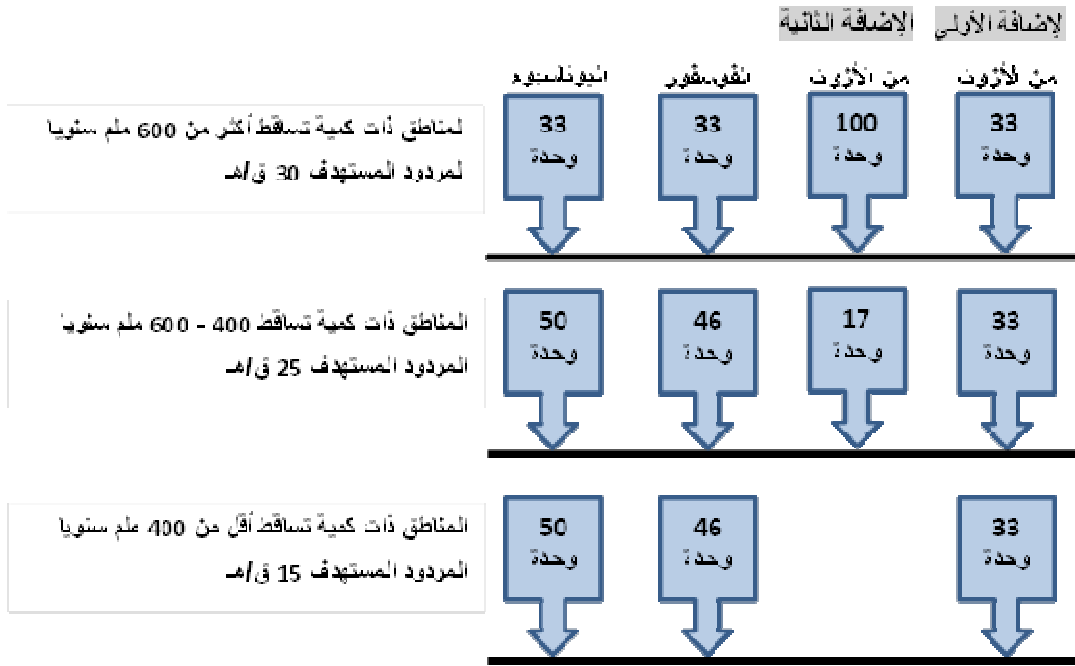 لإضافة الأولى الإضافة الثانية
من الأزوت من الأزوت الفوسفور البوتاسيوم
33 100 33 33
وحدة وحدة وحدة وحدة
لمناطق ذات كمية تساقط أكثر من 600 ملم سنويا
لمردود المستهدف 30 ق/هـ
33 17 46 50
وحدة وحدة وحدة وحدة
المناطق ذات كمية تساقط 400 - 600 ملم سنويا
المردود المستهدف 25 ق/هـ
33 46 50
وحدة وحدة وحدة
المناطق ذات كمية تساقط أقل من 400 ملم سنويا
المردود المستهدف 15 ق/هـ